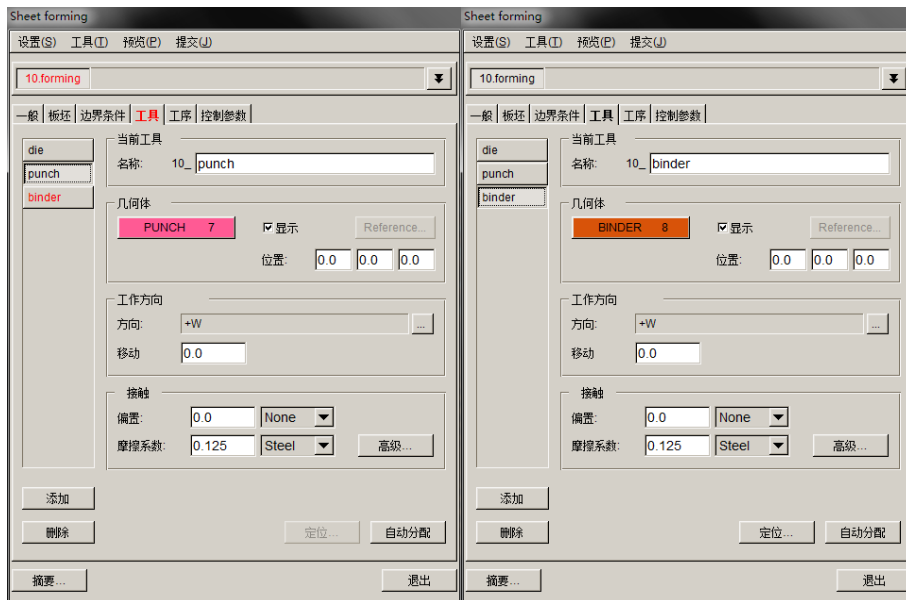 Sheet forming
设置(S) 工具(T) 预览(P) 提交(J)
10.forming
一般 板坯 边界条件 工具 工序 控制参数
die
punch
binder
当前工具
名称: 10_ punch
几何体
PUNCH 7 显示 Reference...
位置: 0.0 0.0 0.0
工作方向
方向: +W ...
移动 0.0
接触
偏置: 0.0 None
摩擦系数: 0.125 Steel 高级...
添加
删除 定位... 自动分配
摘要... 退出
Sheet forming
设置(S) 工具(T) 预览(P) 提交(J)
10.forming
一般 板坯 边界条件 工具 工序 控制参数
die
punch
binder
当前工具
名称: 10_ binder
几何体
BINDER 8 显示 Reference...
位置: 0.0 0.0 0.0
工作方向
方向: +W ...
移动 0.0
接触
偏置: 0.0 None
摩擦系数: 0.125 Steel 高级...
添加
删除 定位... 自动分配
摘要... 退出